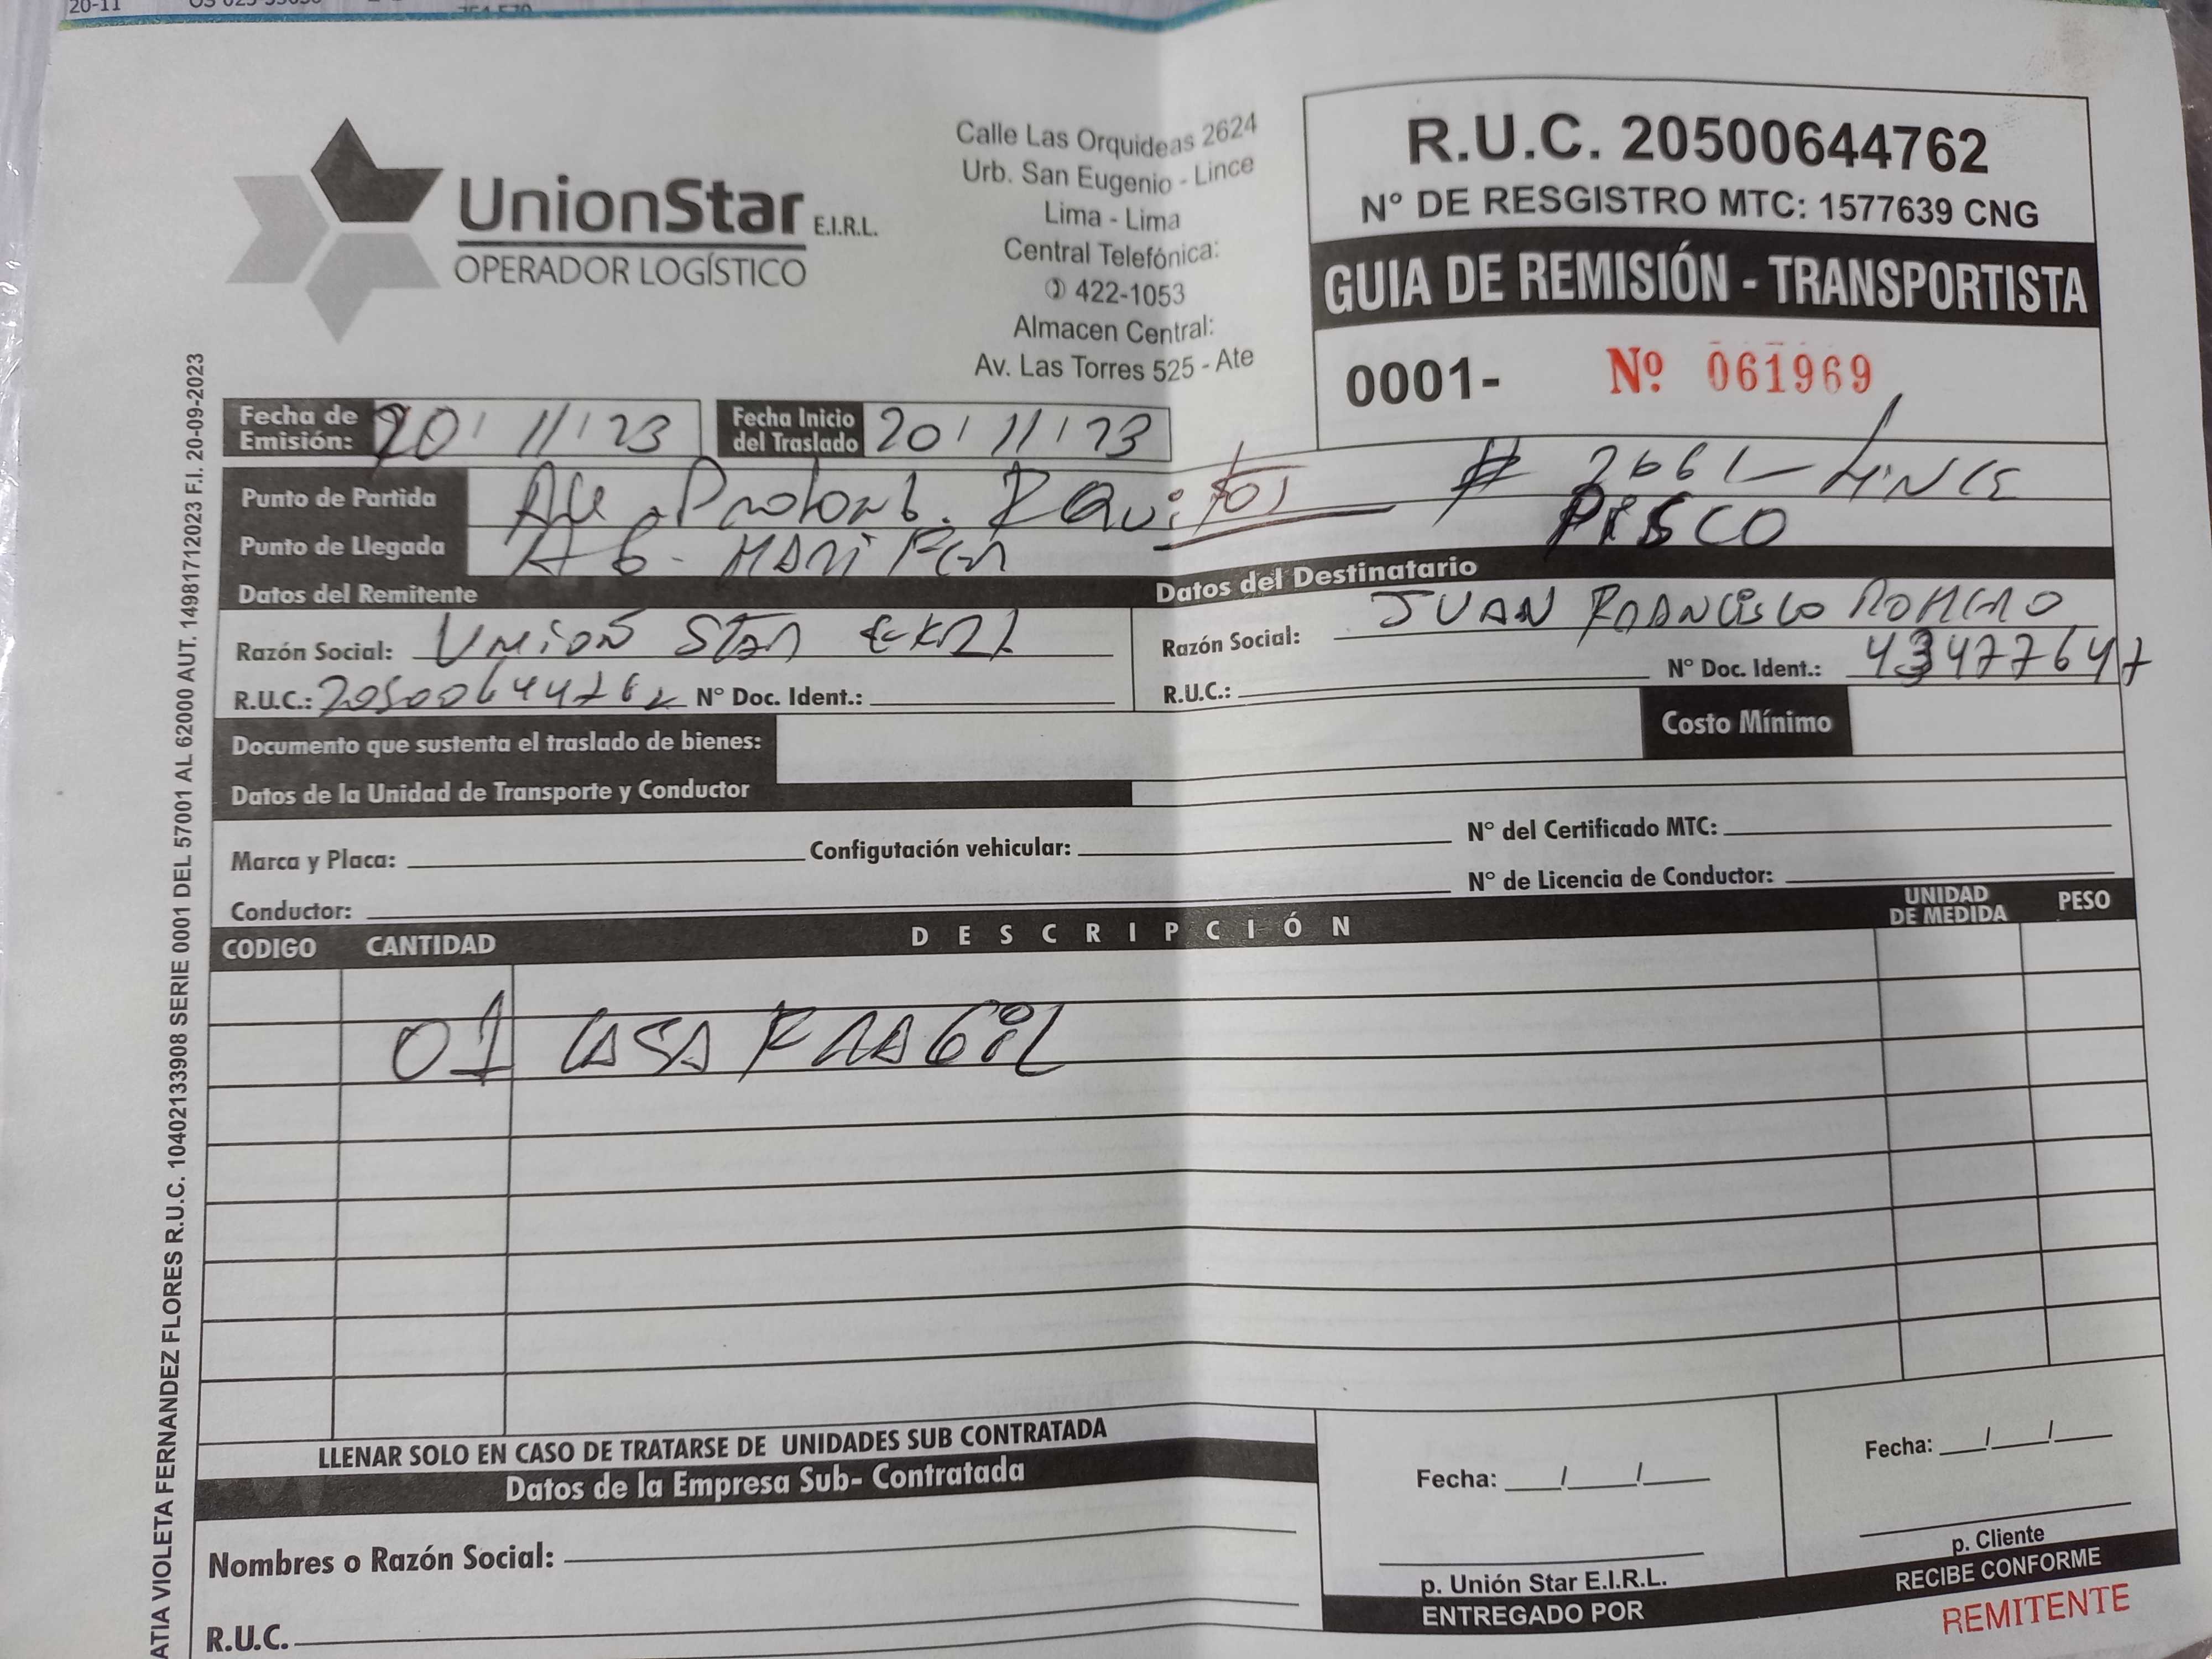 20-11
UnionStar E.I.R.L.
OPERADOR LOGÍSTICO
Calle Las Orquideas 2624
Urb. San Eugenio - Lince
Lima - Lima
Central Telefónica:
422-1053
Almacen Central:
Av. Las Torres 525 - Ate
R.U.C. 20500644762
N° DE RESGISTRO MTC: 1577639 CNG
GUIA DE REMISIÓN - TRANSPORTISTA
0001- Nº 061969
Fecha de Emisión: 20/11/23 Fecha Inicio del Traslado 20/11/23
Punto de Partida # 2661 - LINCE
Punto de Llegada PISCO
Datos del Remitente Datos del Destinatario
Razón Social: UNION STAR Razón Social: JUAN FRANCISCO ROMERO
R.U.C.: 20500644762 N° Doc. Ident.: R.U.C.: N° Doc. Ident.: 43477647
Documento que sustenta el traslado de bienes: Costo Mínimo
Datos de la Unidad de Transporte y Conductor
Marca y Placa: Configutación vehicular: N° del Certificado MTC:
Conductor: N° de Licencia de Conductor:
CODIGO CANTIDAD DESCRIPCIÓN UNIDAD DE MEDIDA PESO
01 CASA FRAGIL
LLENAR SOLO EN CASO DE TRATARSE DE UNIDADES SUB CONTRATADA
Datos de la Empresa Sub- Contratada
Nombres o Razón Social:
R.U.C.
Fecha: / /
p. Unión Star E.I.R.L.
ENTREGADO POR
Fecha: / /
p. Cliente
RECIBE CONFORME
REMITENTE
ATIA VIOLETA FERNANDEZ FLORES R.U.C. 10402133908 SERIE 0001 DEL 57001 AL 62000 AUT. 14981712023 F.I. 20-09-2023